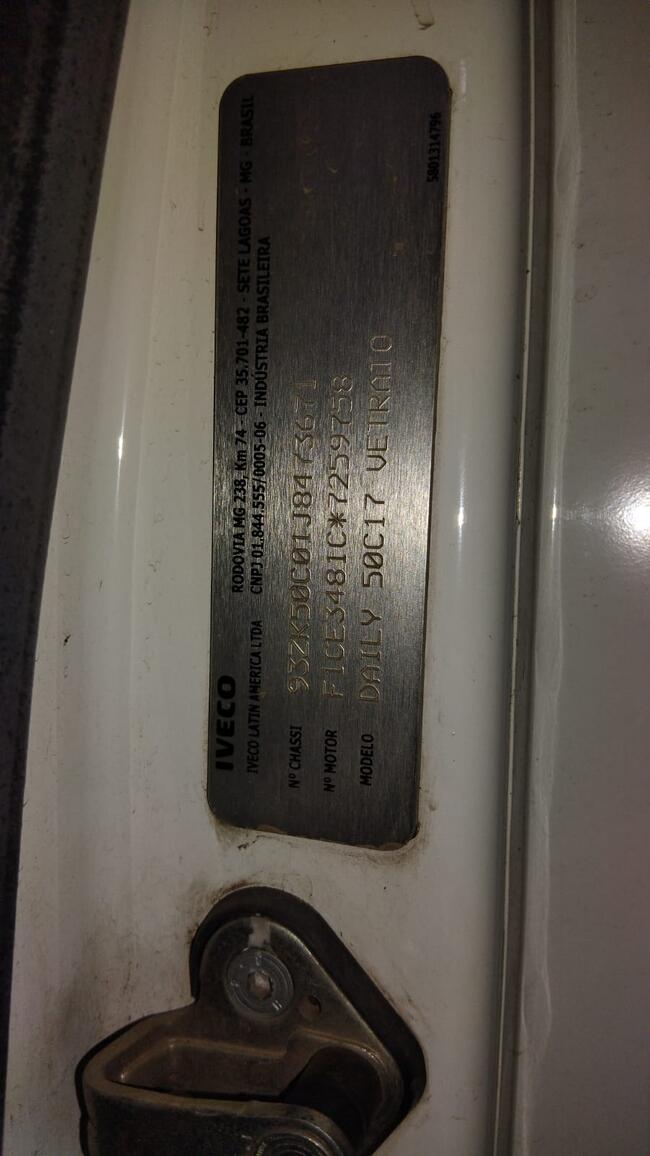 IVECO
IVECO LATIN AMERICA LTDA
RODOVIA MG-238, Km 74 - CEP 35.701-482 - SETE LAGOAS - MG - BRASIL
CNPJ 01.844.555/0005-06 - INDÚSTRIA BRASILEIRA
Nº CHASSI 93ZK50C01J8473671
Nº MOTOR F1CE3481C*7259758
MODELO DAILY 50C17 VETRATO
5801314796